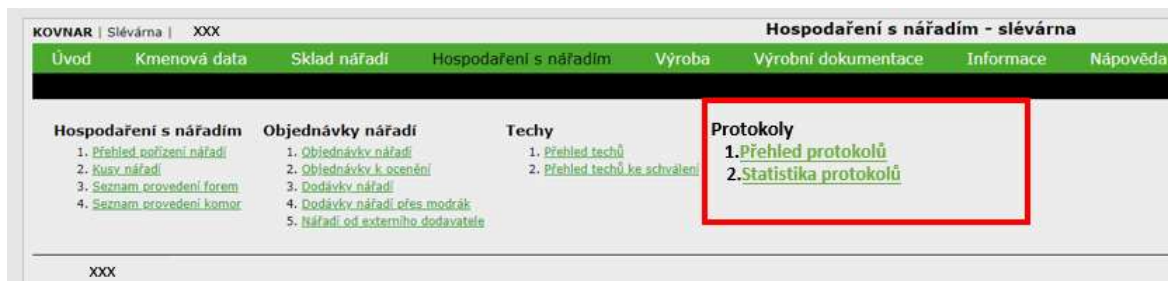 KOVNAR | Slévárna | XXX
Hospodaření s nářadím - slévárna
Úvod Kmenová data Sklad nářadí Hospodaření s nářadím Výroba Výrobní dokumentace Informace Nápověda
Hospodaření s nářadím
1. Přehled pořízení nářadí
2. Kusy nářadí
3. Seznam provedení forem
4. Seznam provedení komor
Objednávky nářadí
1. Objednávky nářadí
2. Objednávky k ocenění
3. Dodávky nářadí
4. Dodávky nářadí přes modrák
5. Nářadí od externího dodavatele
Techy
1. Přehled techů
2. Přehled techů ke schválení
Protokoly
1.Přehled protokolů
2.Statistika protokolů
XXX